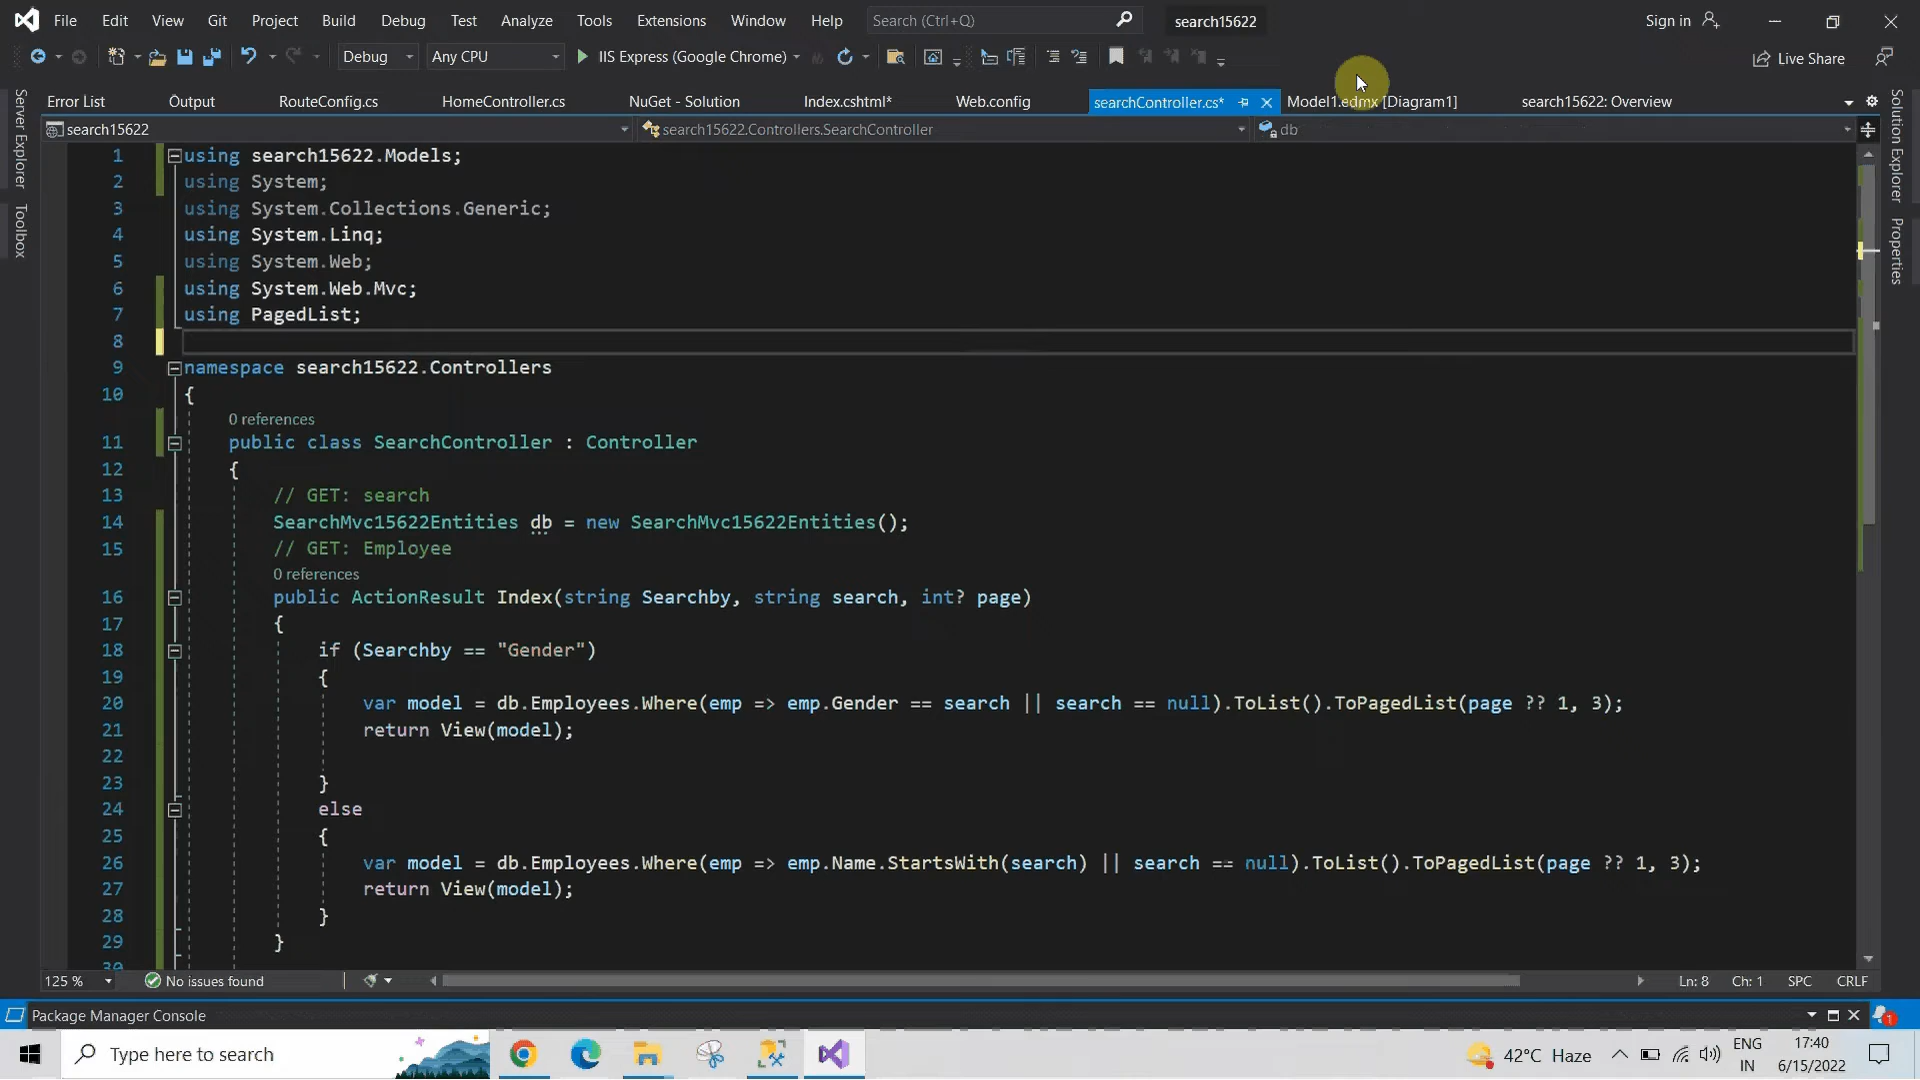 File Edit View Git Project Build Debug Test Analyze Tools Extensions Window Help Search (Ctrl+Q) search15622 Sign in
Debug Any CPU IIS Express (Google Chrome) Live Share
Error List Output RouteConfig.cs HomeController.cs NuGet - Solution Index.cshtml* Web.config searchController.cs* Model1.edmx [Diagram1] search15622: Overview
search15622 search15622.Controllers.SearchController db
Server Explorer
Toolbox
Solution Explorer
Properties
1 using search15622.Models;
2 using System;
3 using System.Collections.Generic;
4 using System.Linq;
5 using System.Web;
6 using System.Web.Mvc;
7 using PagedList;
8
9 namespace search15622.Controllers
10 {
0 references
11 public class SearchController : Controller
12 {
13 // GET: search
14 SearchMvc15622Entities db = new SearchMvc15622Entities();
15 // GET: Employee
0 references
16 public ActionResult Index(string Searchby, string search, int? page)
17 {
18 if (Searchby == "Gender")
19 {
20 var model = db.Employees.Where(emp => emp.Gender == search || search == null).ToList().ToPagedList(page ?? 1, 3);
21 return View(model);
22
23 }
24 else
25 {
26 var model = db.Employees.Where(emp => emp.Name.StartsWith(search) || search == null).ToList().ToPagedList(page ?? 1, 3);
27 return View(model);
28 }
29 }
30
125 % No issues found Ln: 8 Ch: 1 SPC CRLF
Package Manager Console 1
Type here to search 42°C Haze ENG 17:40
IN 6/15/2022